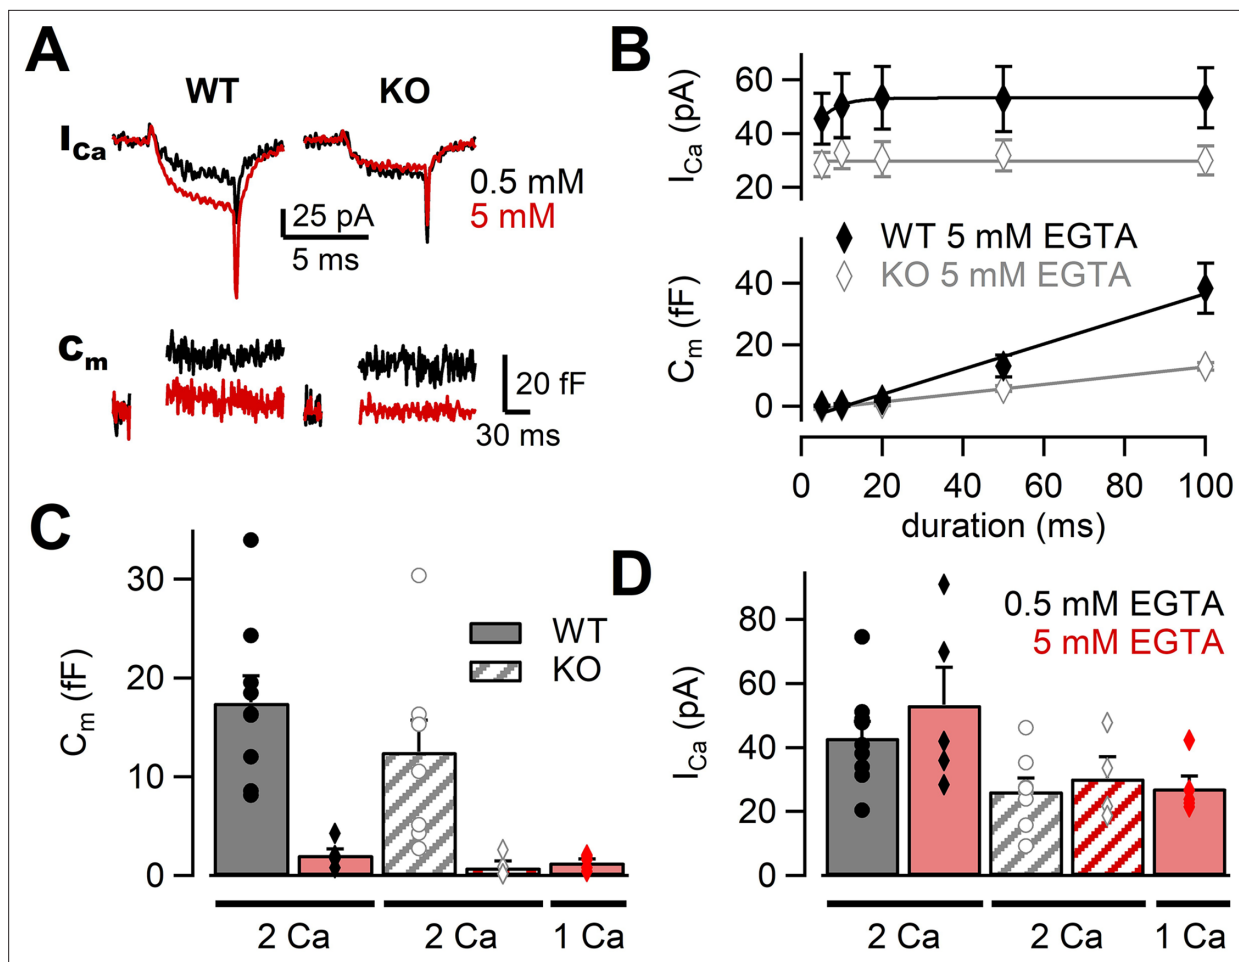 A
WT
KO
ICa
0.5 mM
5 mM
25 pA
5 ms
Cm
20 fF
30 ms
B
ICa (pA)
60
40
20
WT 5 mM EGTA
KO 5 mM EGTA
Cm (fF)
40
20
0
0 20 40 60 80 100
duration (ms)
C
Cm (fF)
30
20
10
0
WT
KO
2 Ca
2 Ca
1 Ca
D
ICa (pA)
80
60
40
20
0
0.5 mM EGTA
5 mM EGTA
2 Ca
2 Ca
1 Ca